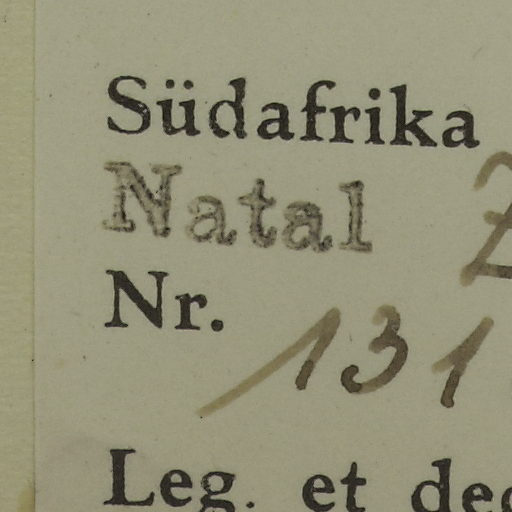 Südafrika
Natal
Nr. 131
Leg. et